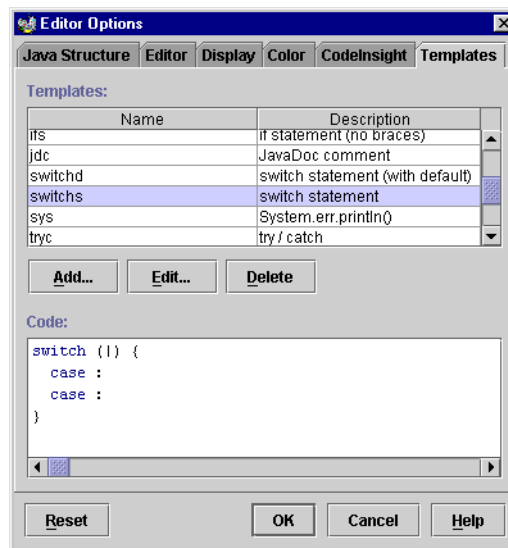 Editor Options
Java Structure Editor Display Color CodeInsight Templates
Templates:
Name Description
ifs if statement (no braces)
jdc JavaDoc comment
switchd switch statement (with default)
switchs switch statement
sys System.err.println()
tryc try / catch
Add... Edit... Delete
Code:
switch (|) {
case :
case :
}
Reset OK Cancel Help